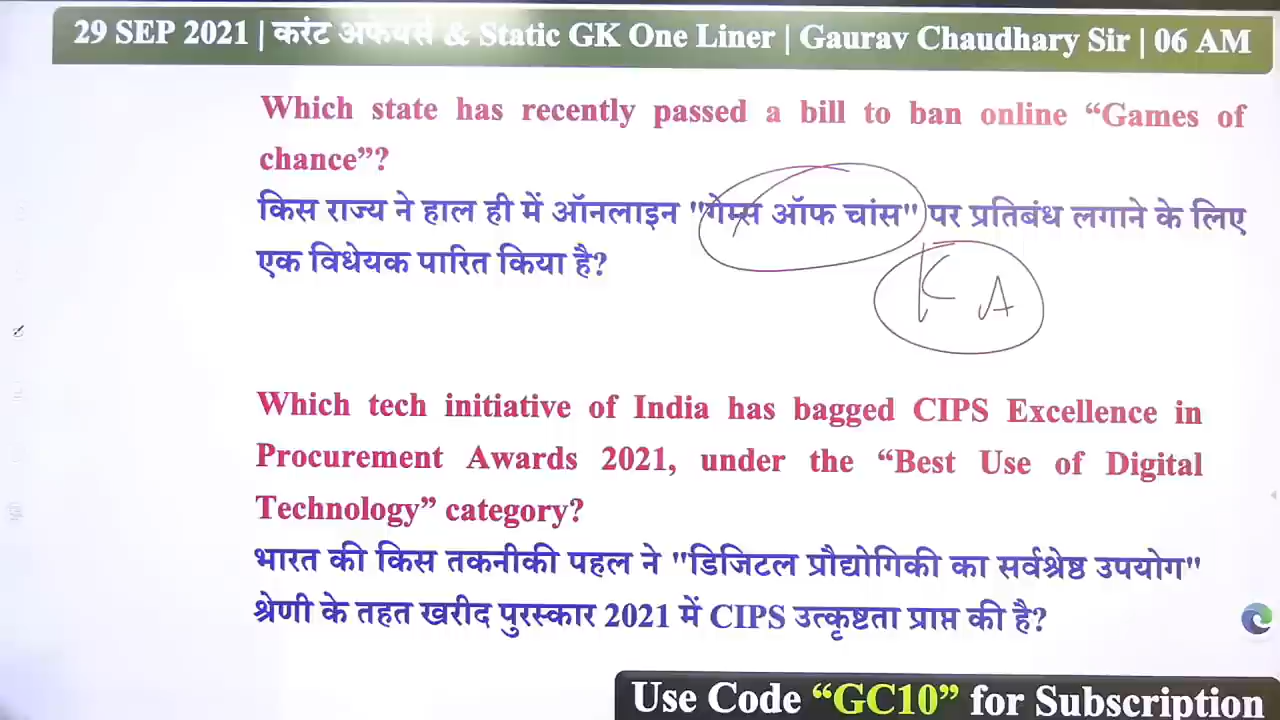 29 SEP 2021 | करंट अफेयर्स & Static GK One Liner | Gaurav Chaudhary Sir | 06 AM
Which state has recently passed a bill to ban online “Games of
chance”?
किस राज्य ने हाल ही में ऑनलाइन "गेम्स ऑफ चांस" पर प्रतिबंध लगाने के लिए
एक विधेयक पारित किया है?
KA
Which tech initiative of India has bagged CIPS Excellence in
Procurement Awards 2021, under the “Best Use of Digital
Technology” category?
भारत की किस तकनीकी पहल ने "डिजिटल प्रौद्योगिकी का सर्वश्रेष्ठ उपयोग"
श्रेणी के तहत खरीद पुरस्कार 2021 में CIPS उत्कृष्टता प्राप्त की है?
Use Code “GC10” for Subscription